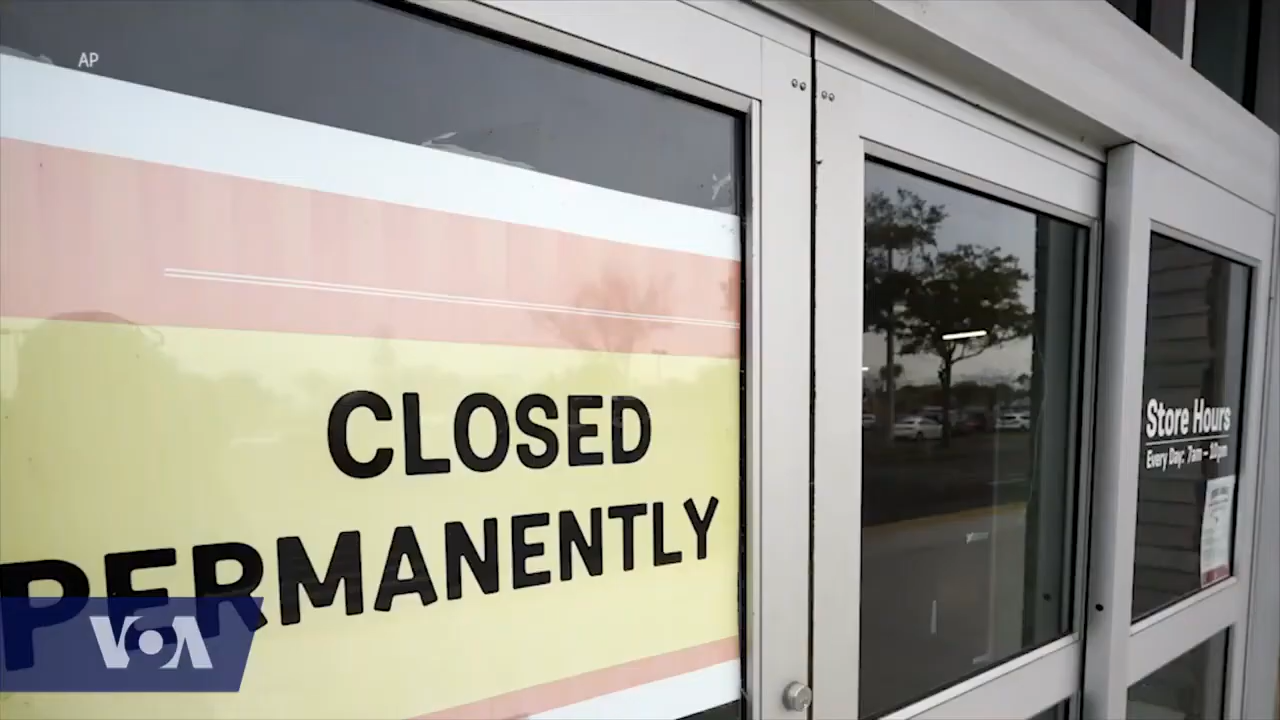 AP
CLOSED
PERMANENTLY
Store Hours
Every Day: 7am – 10pm
VOA